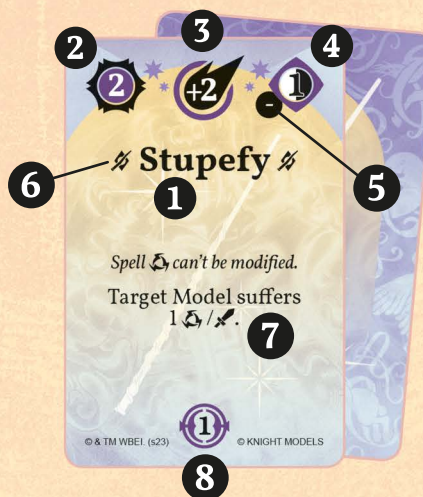 2 3 4
2 +2 1
-
5
6 Stupefy
1
Spell can't be modified.
Target Model suffers
1 / .
7
1
© & TM WBEI. (s23) © KNIGHT MODELS
8